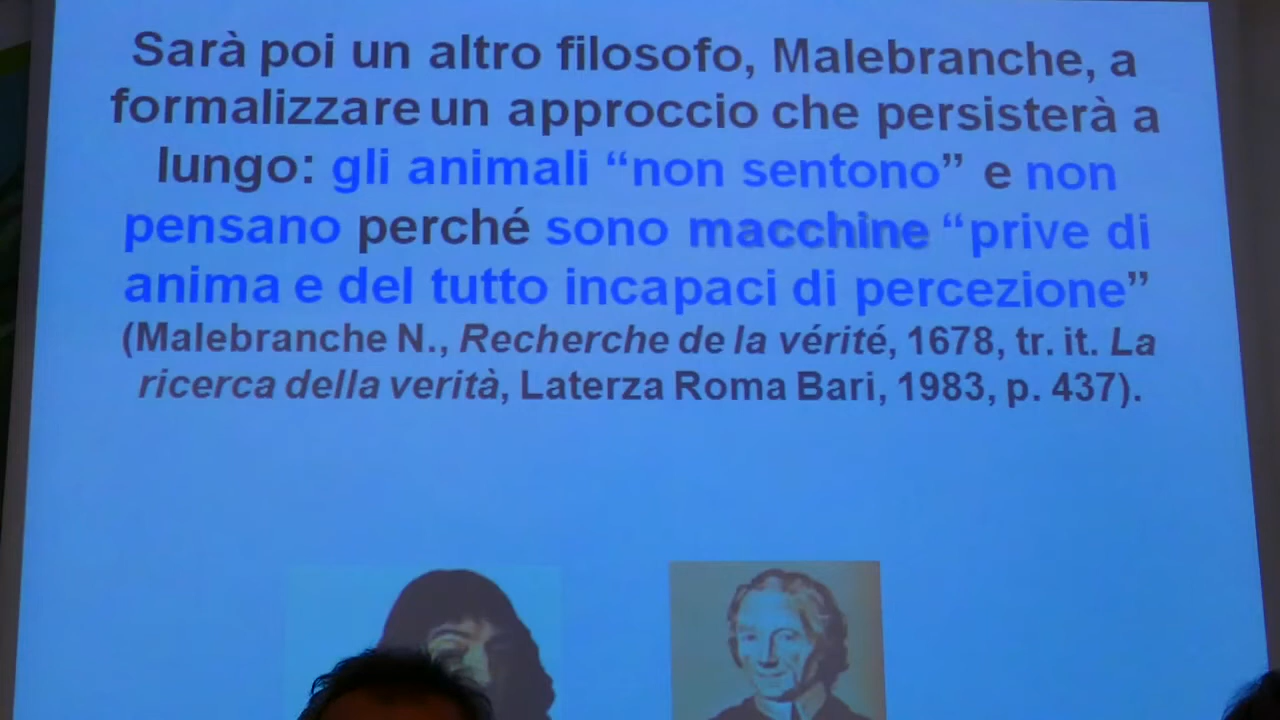 Sarà poi un altro filosofo, Malebranche, a
formalizzare un approccio che persisterà a
lungo: gli animali “non sentono” e non
pensano perché sono macchine “prive di
anima e del tutto incapaci di percezione”
(Malebranche N., Recherche de la vérité, 1678, tr. it. La
ricerca della verità, Laterza Roma Bari, 1983, p. 437).